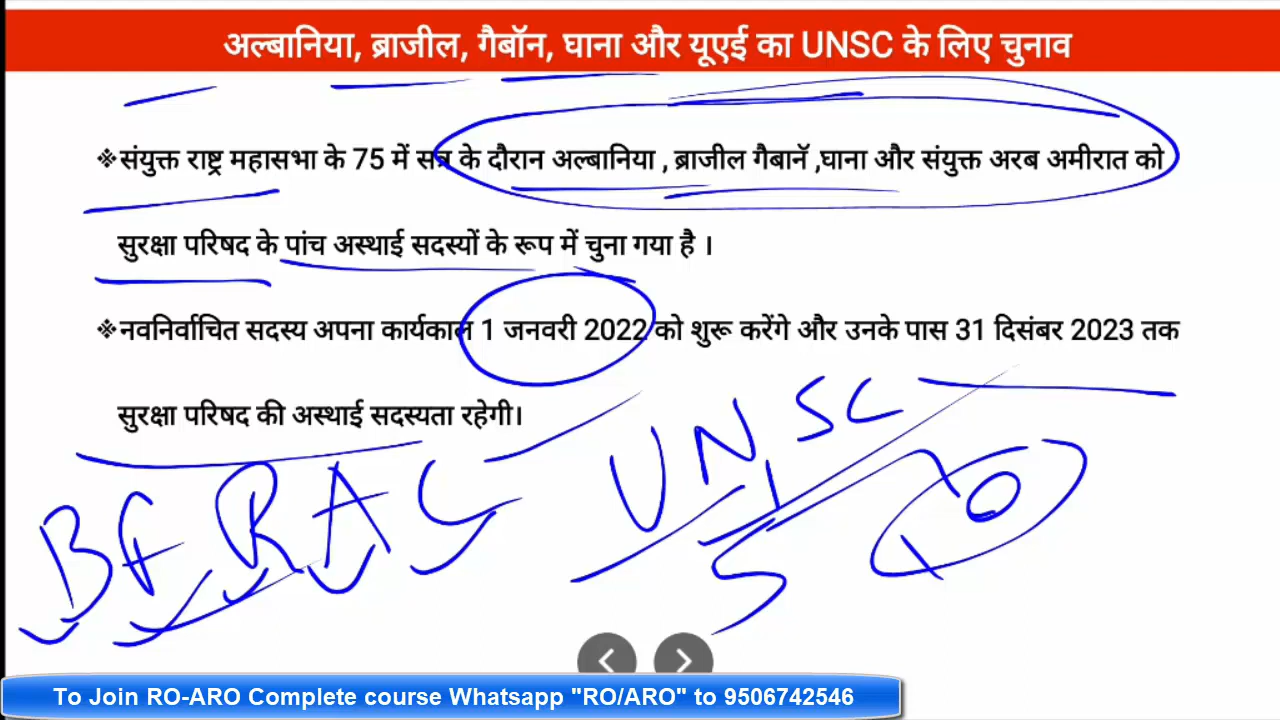 अल्बानिया, ब्राजील, गैबॉन, घाना और यूएई का UNSC के लिए चुनाव
❖संयुक्त राष्ट्र महासभा के 75 में सत्र के दौरान अल्बानिया , ब्राजील गैबानॅ ,घाना और संयुक्त अरब अमीरात को
सुरक्षा परिषद के पांच अस्थाई सदस्यों के रूप में चुना गया है ।
❖नवनिर्वाचित सदस्य अपना कार्यकाल 1 जनवरी 2022 को शुरू करेंगे और उनके पास 31 दिसंबर 2023 तक
सुरक्षा परिषद की अस्थाई सदस्यता रहेगी।
UNSC
BFRAC
5 10
To Join RO-ARO Complete course Whatsapp "RO/ARO" to 9506742546